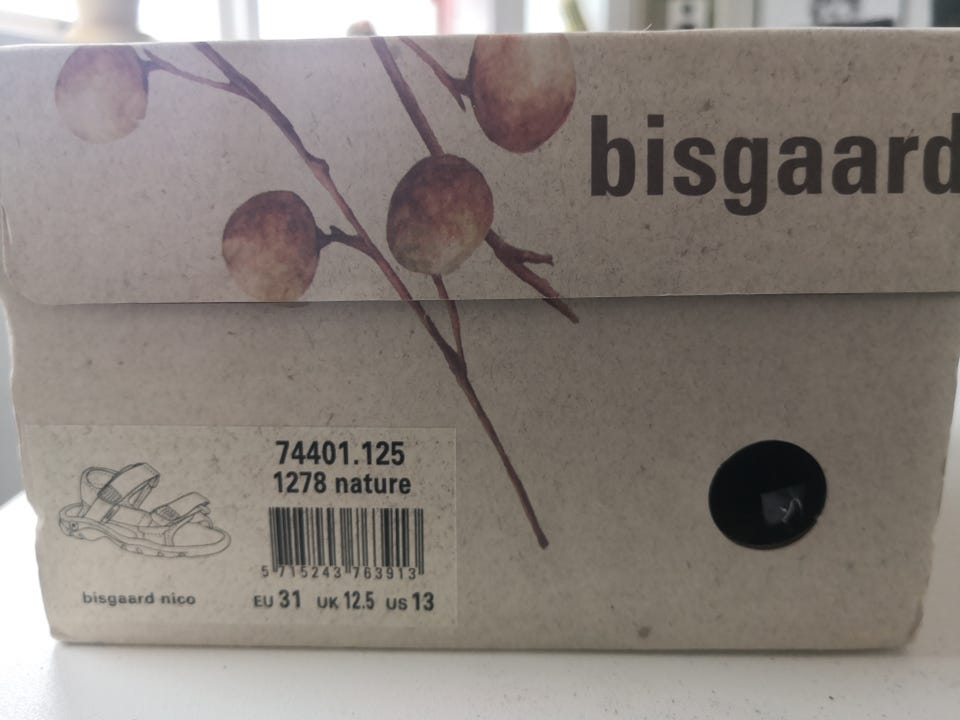 bisgaard
74401.125
1278 nature
5 715243 763913
bisgaard nico
EU 31 UK 12.5 US 13